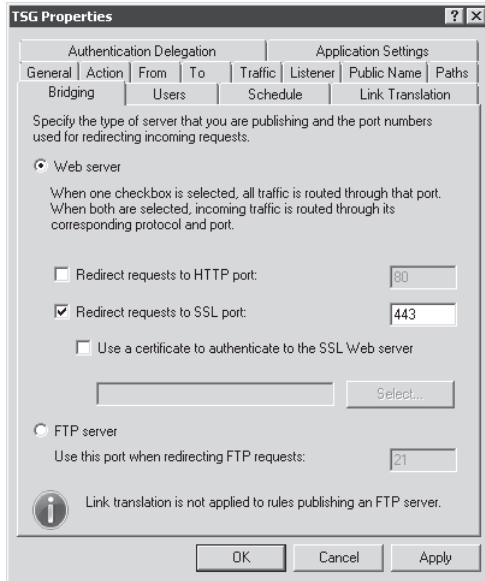 TSG Properties
Authentication Delegation Application Settings
General Action From To Traffic Listener Public Name Paths
Bridging Users Schedule Link Translation
Specify the type of server that you are publishing and the port numbers
used for redirecting incoming requests.
Web server
When one checkbox is selected, all traffic is routed through that port.
When both are selected, incoming traffic is routed through its
corresponding protocol and port.
Redirect requests to HTTP port: 80
Redirect requests to SSL port: 443
Use a certificate to authenticate to the SSL Web server
Select...
FTP server
Use this port when redirecting FTP requests: 21
Link translation is not applied to rules publishing an FTP server.
OK Cancel Apply